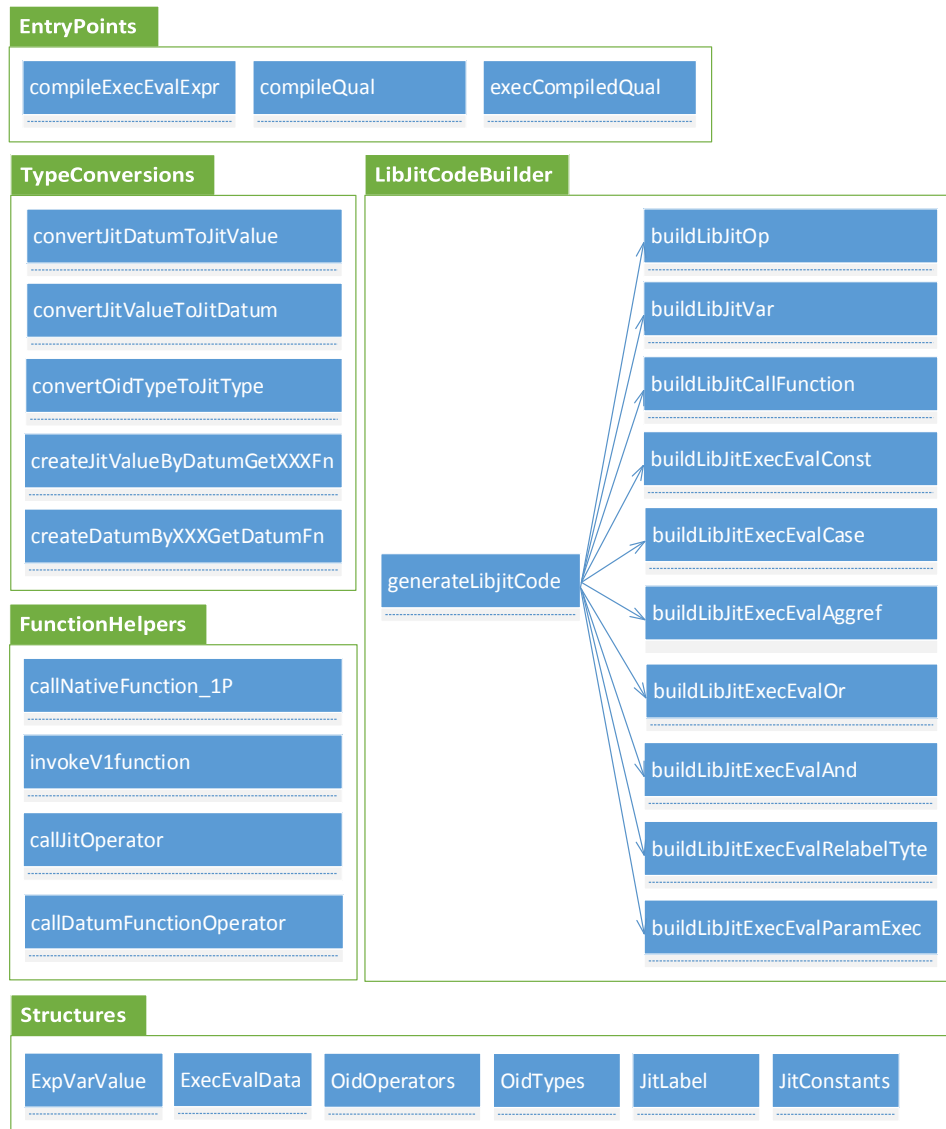 EntryPoints
compileExecEvalExpr
compileQual
execCompiledQual
TypeConversions
convertJitDatumToJitValue
convertJitValueToJitDatum
convertOidTypeToJitType
createJitValueByDatumGetXXXFn
createDatumByXXXGetDatumFn
FunctionHelpers
callNativeFunction_1P
invokeV1function
callJitOperator
callDatumFunctionOperator
LibJitCodeBuilder
generateLibjitCode
buildLibJitOp
buildLibJitVar
buildLibJitCallFunction
buildLibJitExecEvalConst
buildLibJitExecEvalCase
buildLibJitExecEvalAggref
buildLibJitExecEvalOr
buildLibJitExecEvalAnd
buildLibJitExecEvalRelabelTyte
buildLibJitExecEvalParamExec
Structures
ExpVarValue
ExecEvalData
OidOperators
OidTypes
JitLabel
JitConstants